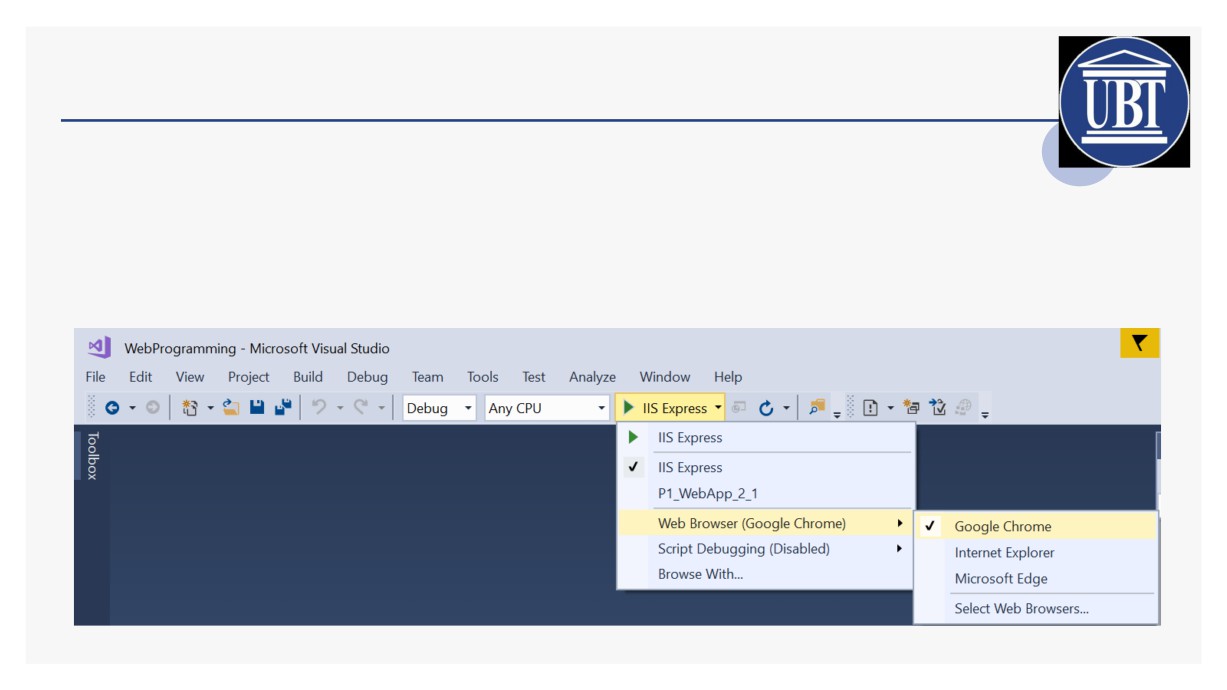 UBT
WebProgramming - Microsoft Visual Studio
File Edit View Project Build Debug Team Tools Test Analyze Window Help
Debug Any CPU IIS Express
Toolbox
IIS Express
IIS Express
P1_WebApp_2_1
Web Browser (Google Chrome)
Script Debugging (Disabled)
Browse With...
Google Chrome
Internet Explorer
Microsoft Edge
Select Web Browsers...